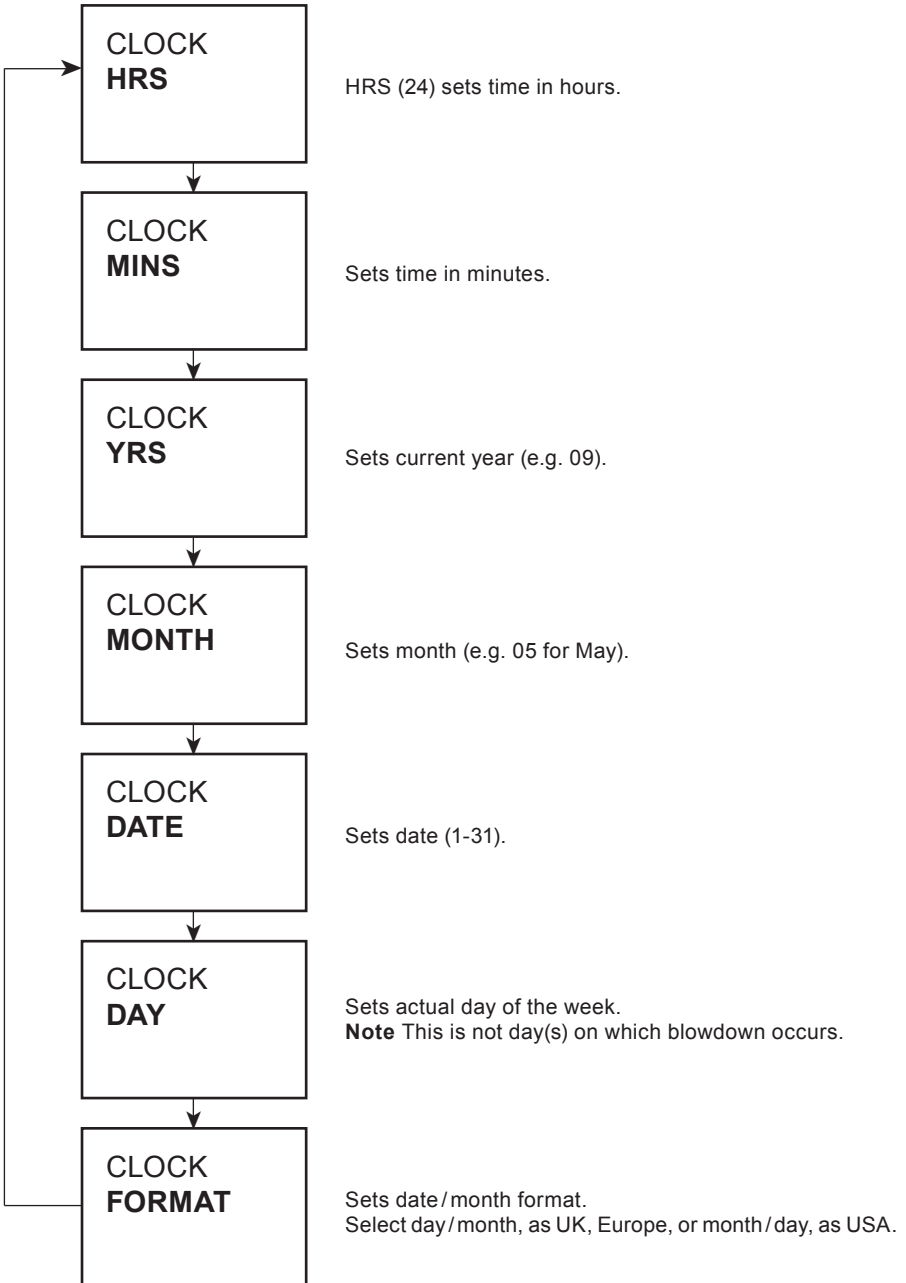 CLOCK
HRS
HRS (24) sets time in hours.
CLOCK
MINS
Sets time in minutes.
CLOCK
YRS
Sets current year (e.g. 09).
CLOCK
MONTH
Sets month (e.g. 05 for May).
CLOCK
DATE
Sets date (1-31).
CLOCK
DAY
Sets actual day of the week.
Note This is not day(s) on which blowdown occurs.
CLOCK
FORMAT
Sets date/month format.
Select day/month, as UK, Europe, or month/day, as USA.